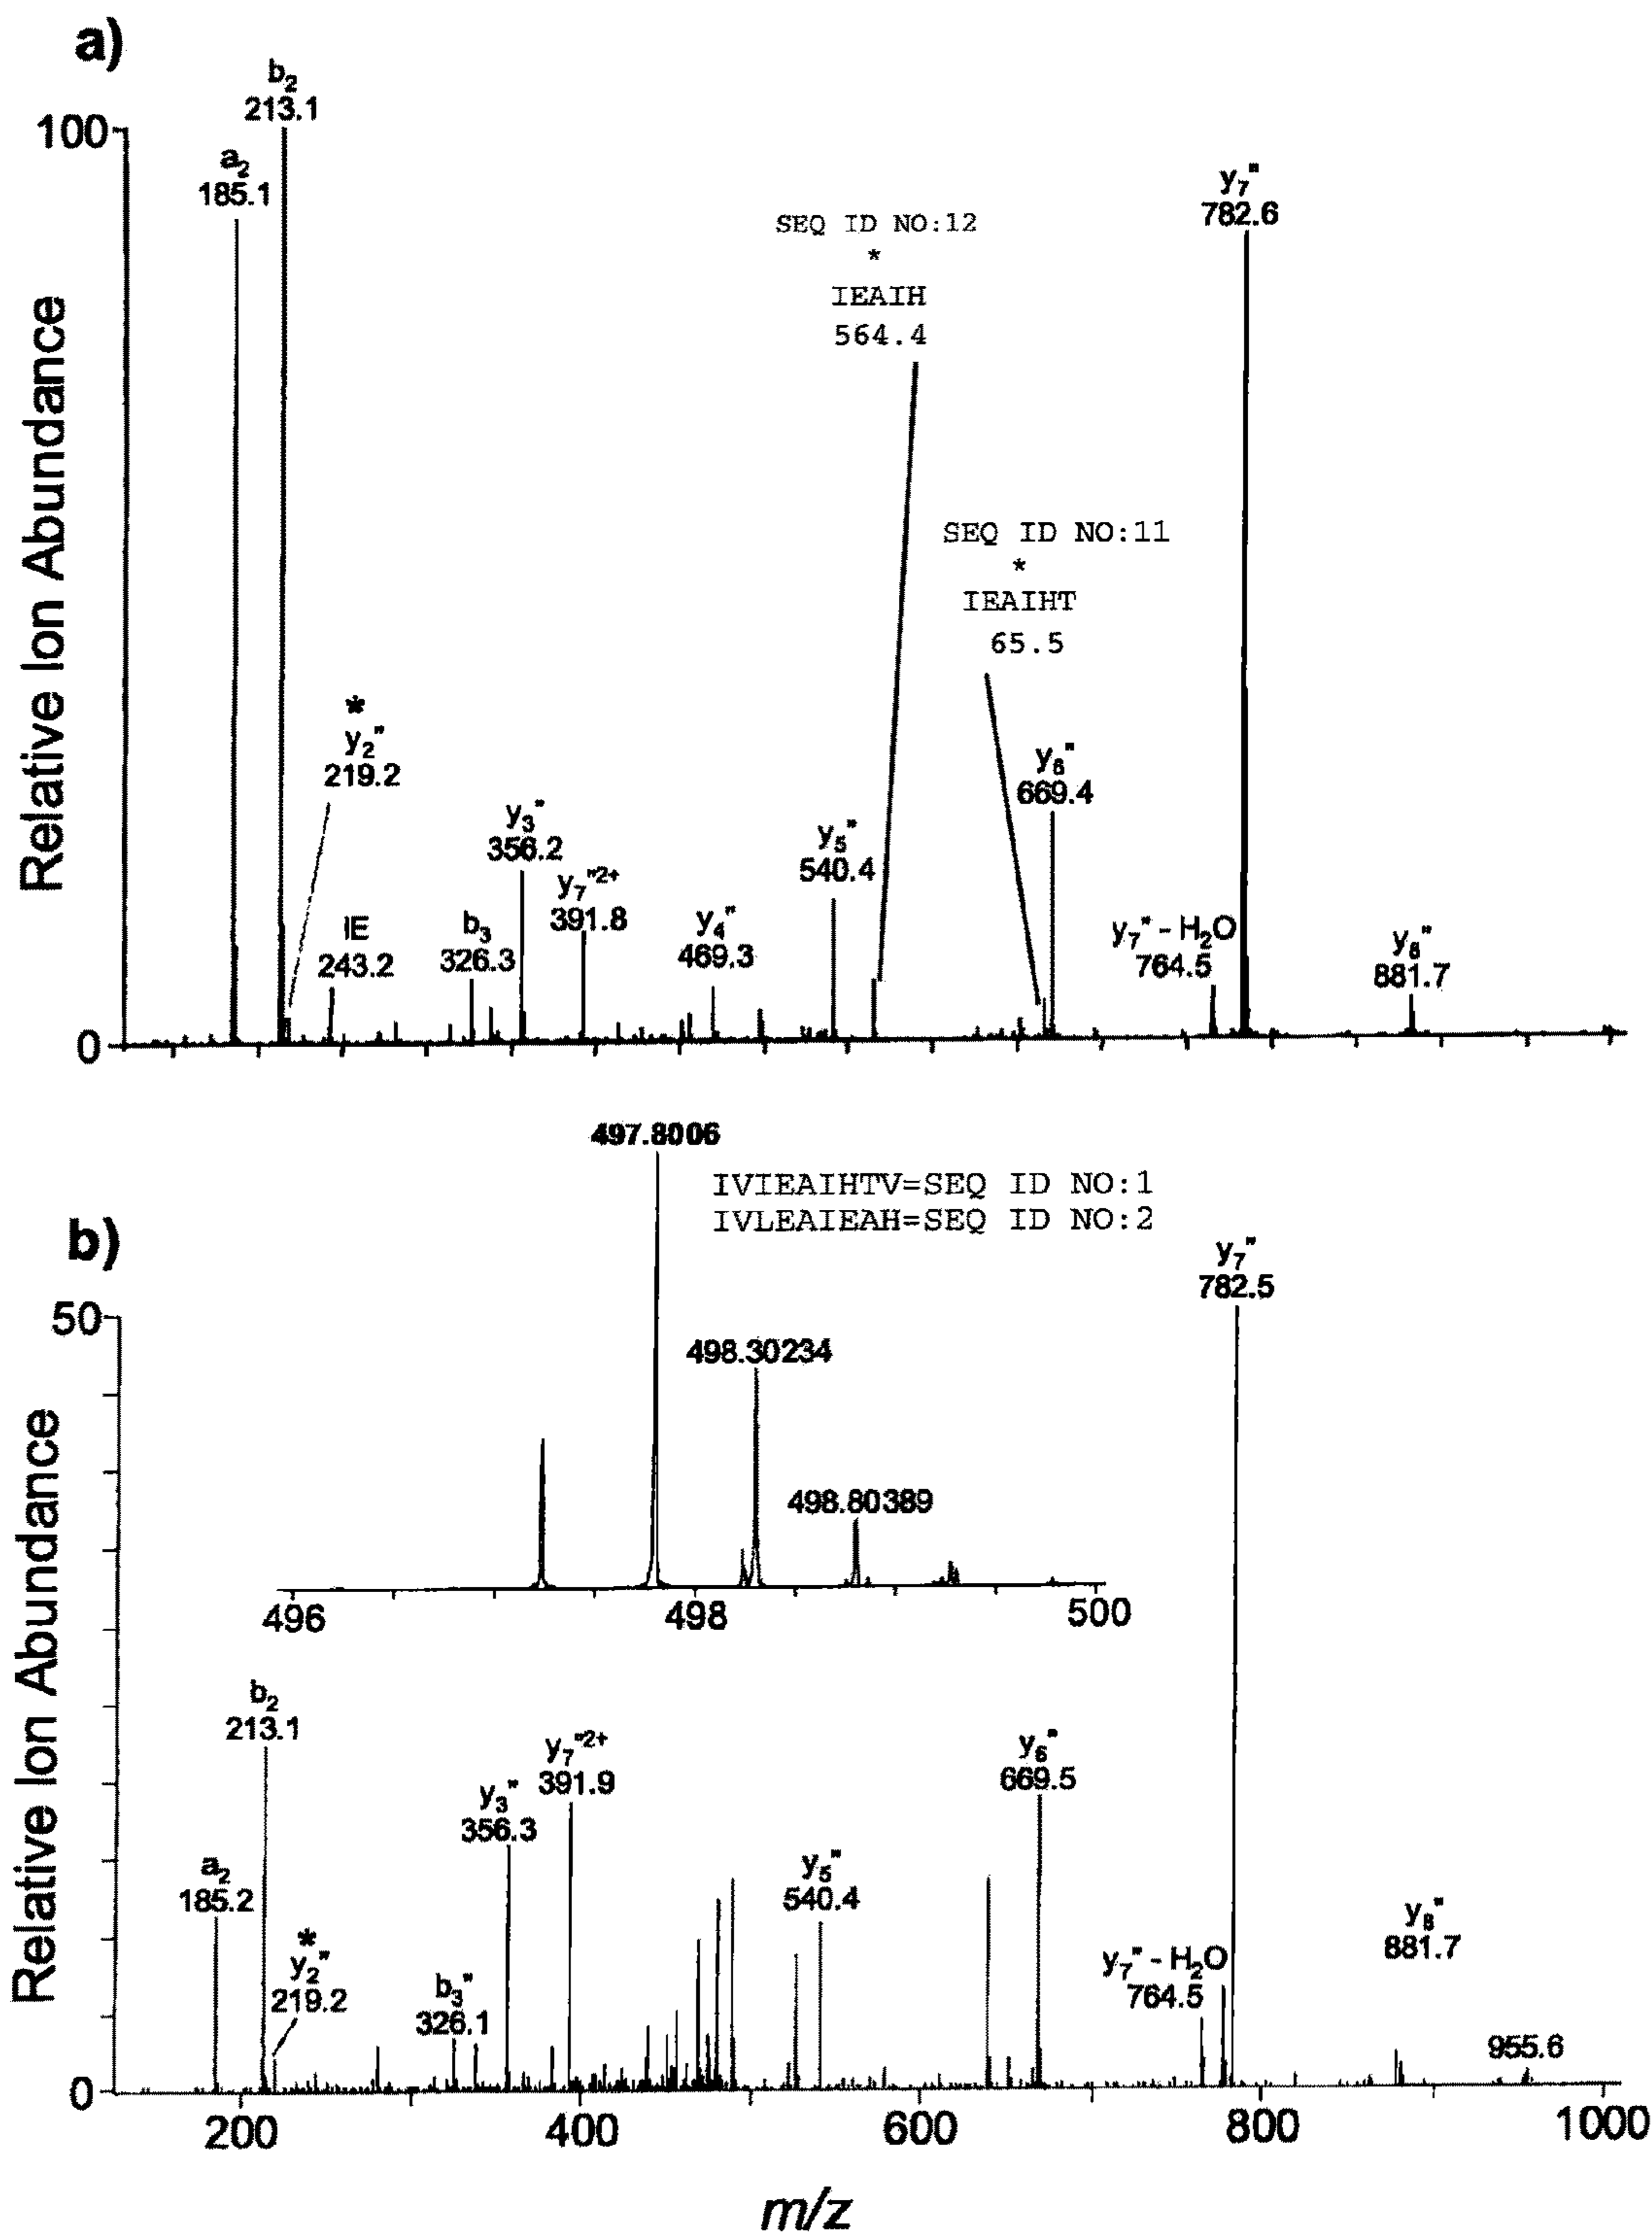 a)
b₂
213.1
100
a₂
185.1
y₇"
782.6
SEQ ID NO:12
*
IEAIH
564.4
SEQ ID NO:11
*
IEAIHT
65.5
*
y₂"
219.2
y₆"
669.4
y₃"
356.2
y₅"
540.4
y₇"²⁺
391.8
IE
243.2
b₃
326.3
y₄"
469.3
y₇" - H₂O
764.5
y₈"
881.7
Relative Ion Abundance
0
497.8006
IVIEAIHTV=SEQ ID NO:1
IVLEAIEAH=SEQ ID NO:2
b)
y₇"
782.5
50
498.30234
498.80389
496 498 500
b₂
213.1
y₇"²⁺
391.9
y₆"
669.5
y₃"
356.3
a₂
185.2
y₅"
540.4
*
y₂"
219.2
b₃"
326.1
y₇" - H₂O
764.5
y₈"
881.7
955.6
Relative Ion Abundance
0
200 400 600 800 1000
m/z